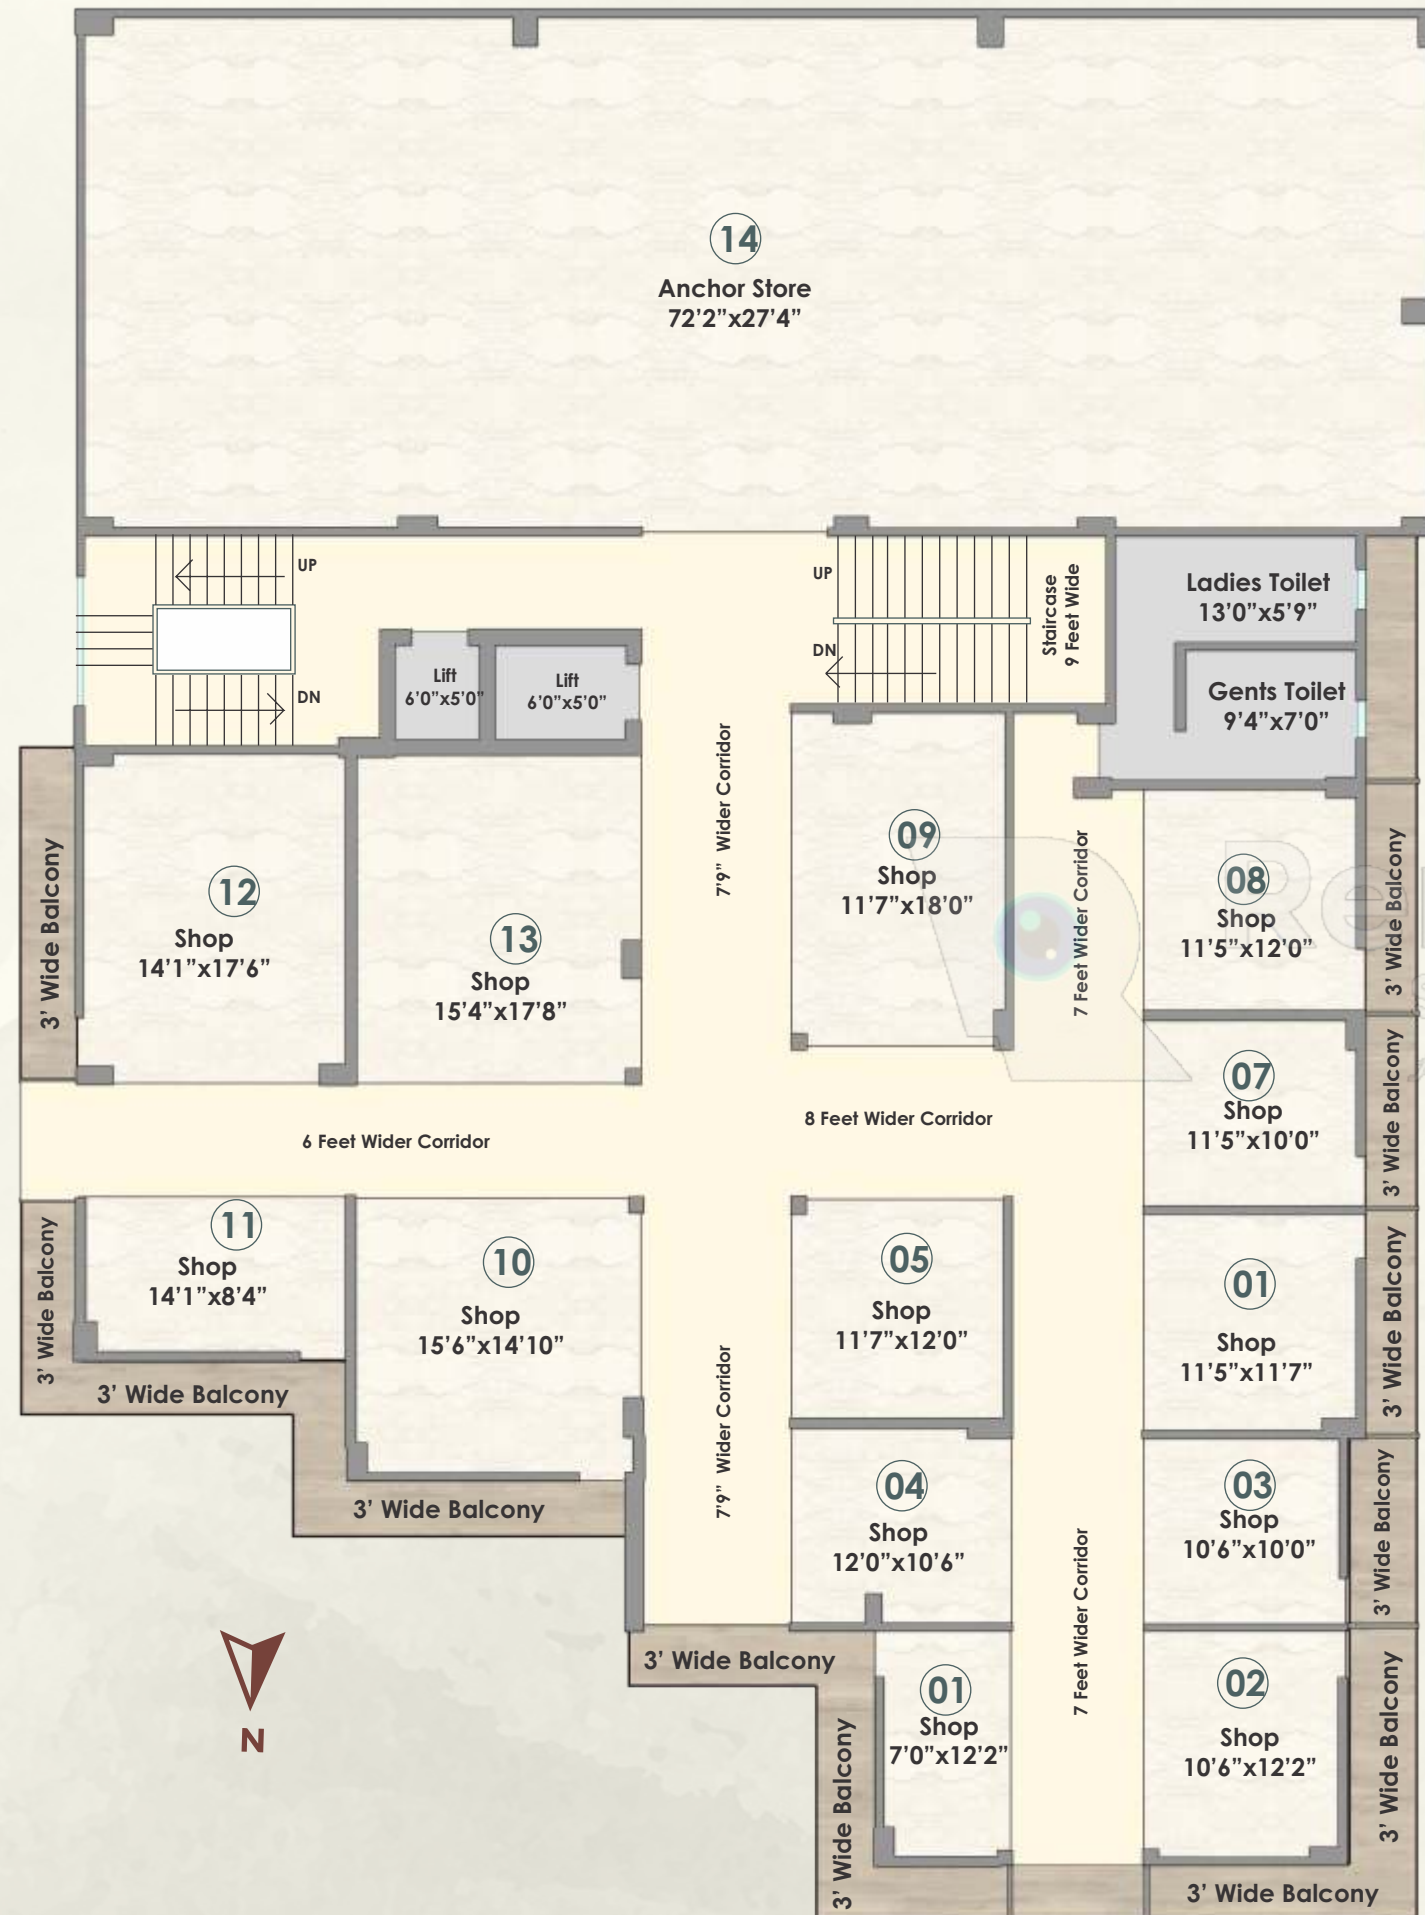 14
Anchor Store
72’2”x27’4”
UP
DN
Lift
6’0”x5’0”
Lift
6’0”x5’0”
UP
DN
Staircase
9 Feet Wide
Ladies Toilet
13’0”x5’9”
Gents Toilet
9’4”x7’0”
3’ Wide Balcony
12
Shop
14’1”x17’6”
13
Shop
15’4”x17’8”
7’9” Wider Corridor
09
Shop
11’7”x18’0”
7 Feet Wider Corridor
08
Shop
11’5”x12’0”
3’ Wide Balcony
07
Shop
11’5”x10’0”
3’ Wide Balcony
6 Feet Wider Corridor
8 Feet Wider Corridor
3’ Wide Balcony
11
Shop
14’1”x8’4”
3’ Wide Balcony
10
Shop
15’6”x14’10”
3’ Wide Balcony
7’9” Wider Corridor
05
Shop
11’7”x12’0”
01
Shop
11’5”x11’7”
3’ Wide Balcony
04
Shop
12’0”x10’6”
03
Shop
10’6”x10’0”
3’ Wide Balcony
7 Feet Wider Corridor
3’ Wide Balcony
3’ Wide Balcony
01
Shop
7’0”x12’2”
02
Shop
10’6”x12’2”
3’ Wide Balcony
3’ Wide Balcony
N